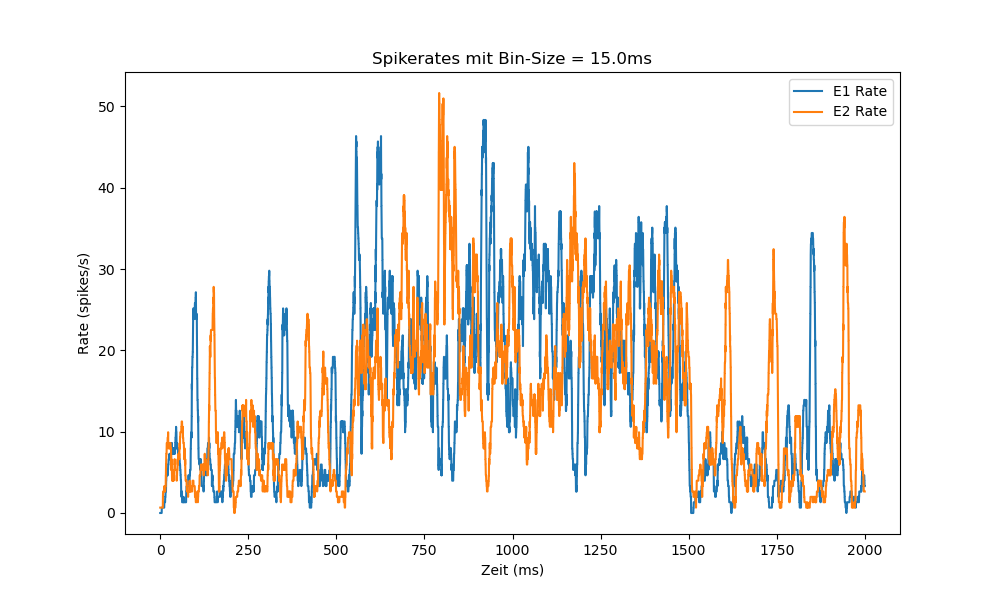 Spikerates mit Bin-Size = 15.0ms
E1 Rate
E2 Rate
50
40
30
20
10
0
Rate (spikes/s)
0 250 500 750 1000 1250 1500 1750 2000
Zeit (ms)